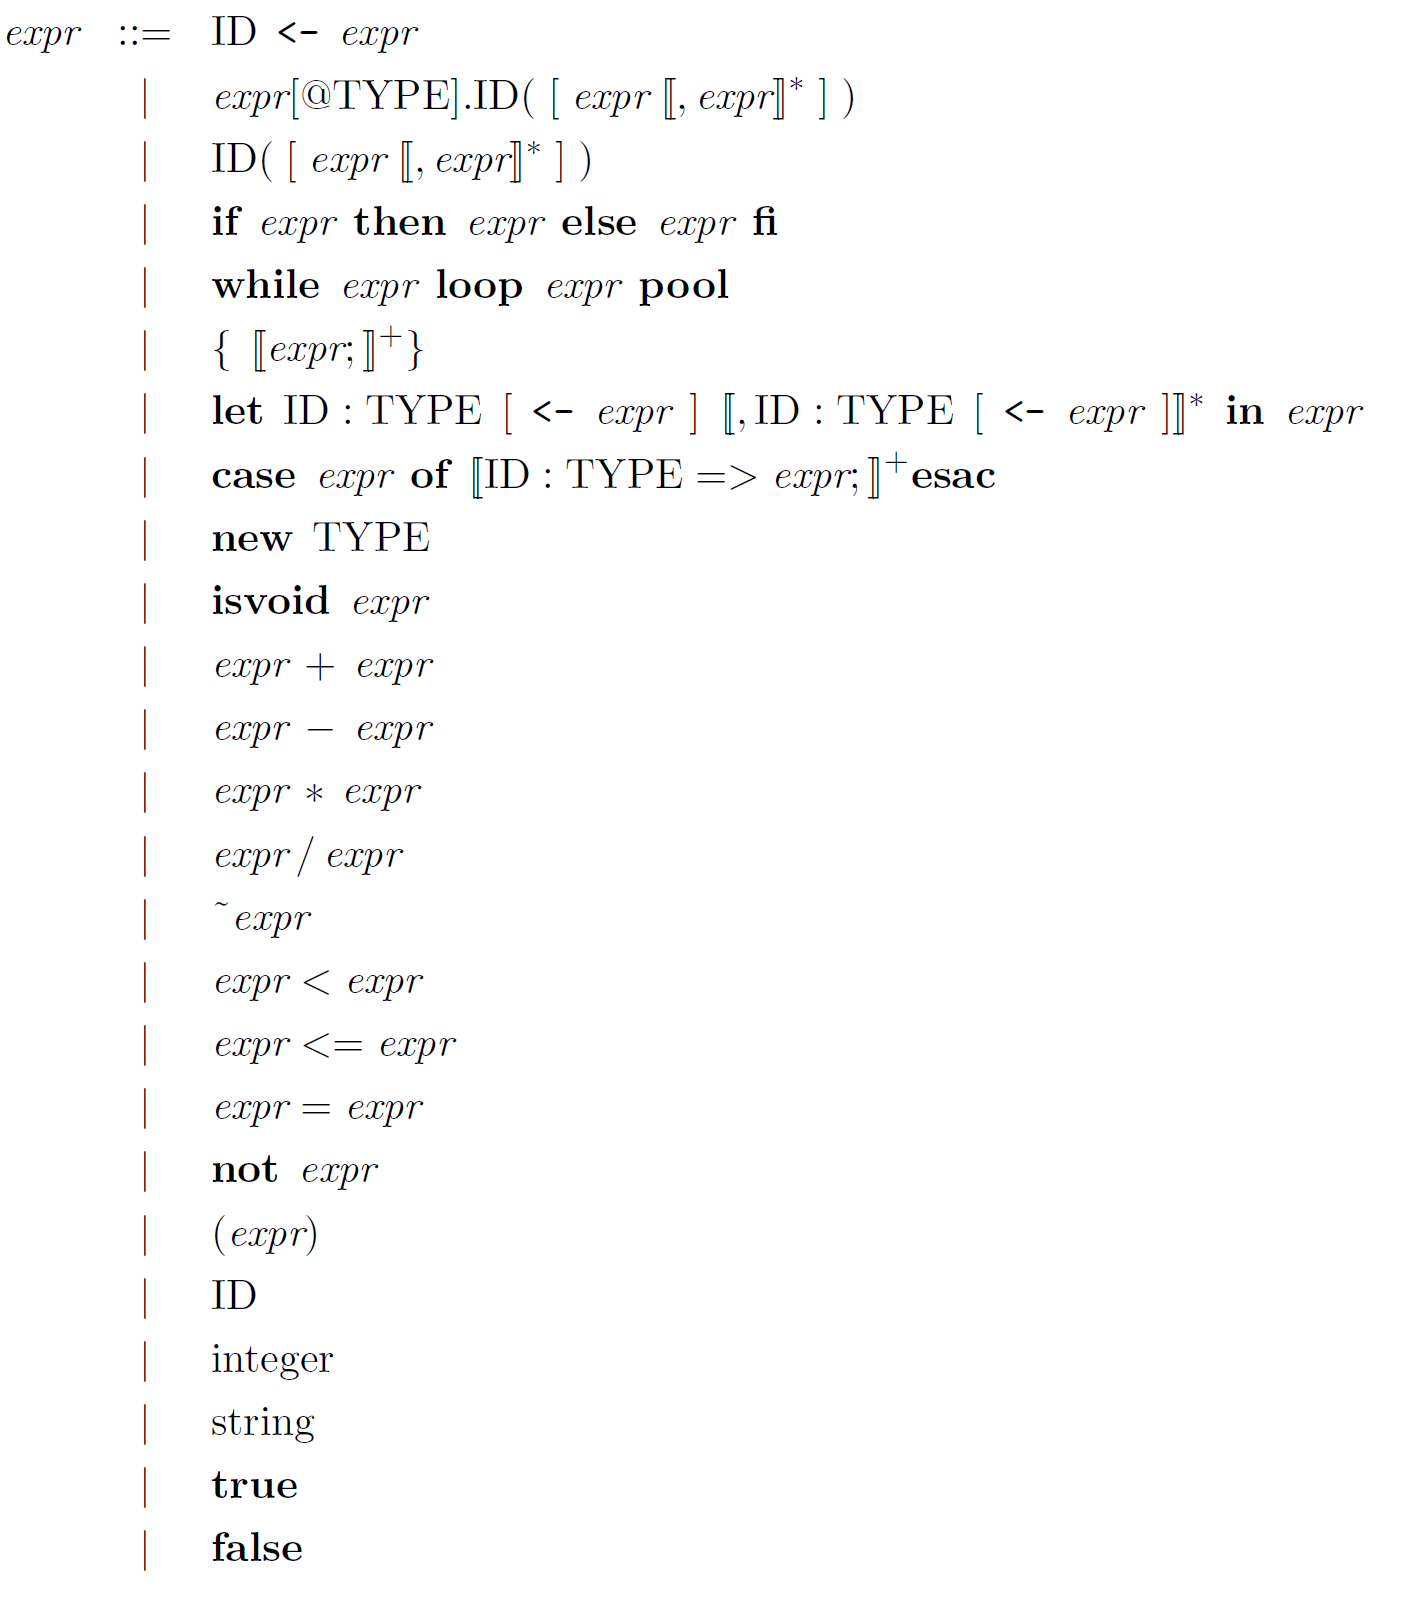 expr ::= ID <- expr
| expr[@TYPE].ID( [ expr ⟦, expr⟧* ] )
| ID( [ expr ⟦, expr⟧* ] )
| if expr then expr else expr fi
| while expr loop expr pool
| { ⟦expr; ⟧+}
| let ID : TYPE [ <- expr ] ⟦, ID : TYPE [ <- expr ]⟧* in expr
| case expr of ⟦ID : TYPE => expr; ⟧+esac
| new TYPE
| isvoid expr
| expr + expr
| expr − expr
| expr ∗ expr
| expr / expr
| ˜expr
| expr < expr
| expr <= expr
| expr = expr
| not expr
| (expr)
| ID
| integer
| string
| true
| false